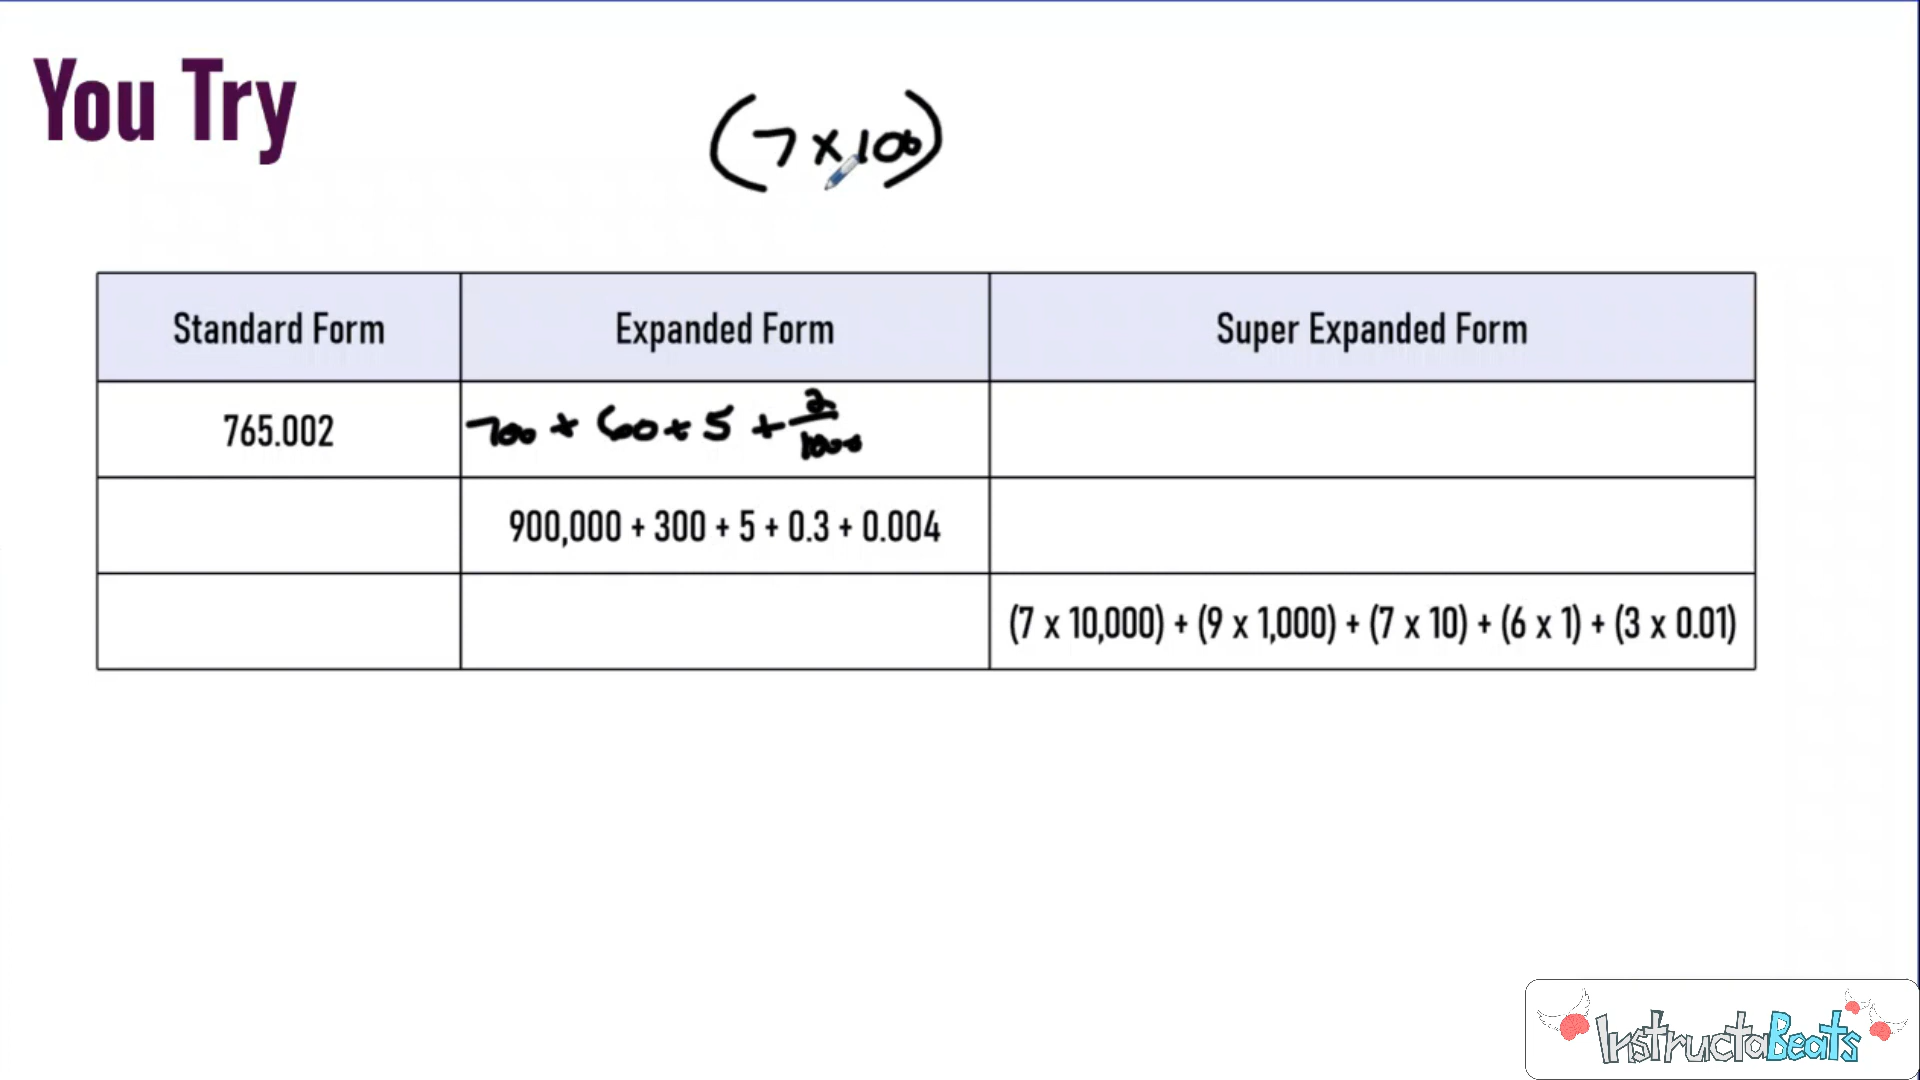 You Try
(7 x 100)
Standard Form Expanded Form Super Expanded Form
765.002 700 + 60 + 5 + 2/1000
900,000 + 300 + 5 + 0.3 + 0.004
(7 x 10,000) + (9 x 1,000) + (7 x 10) + (6 x 1) + (3 x 0.01)
InstructaBeats